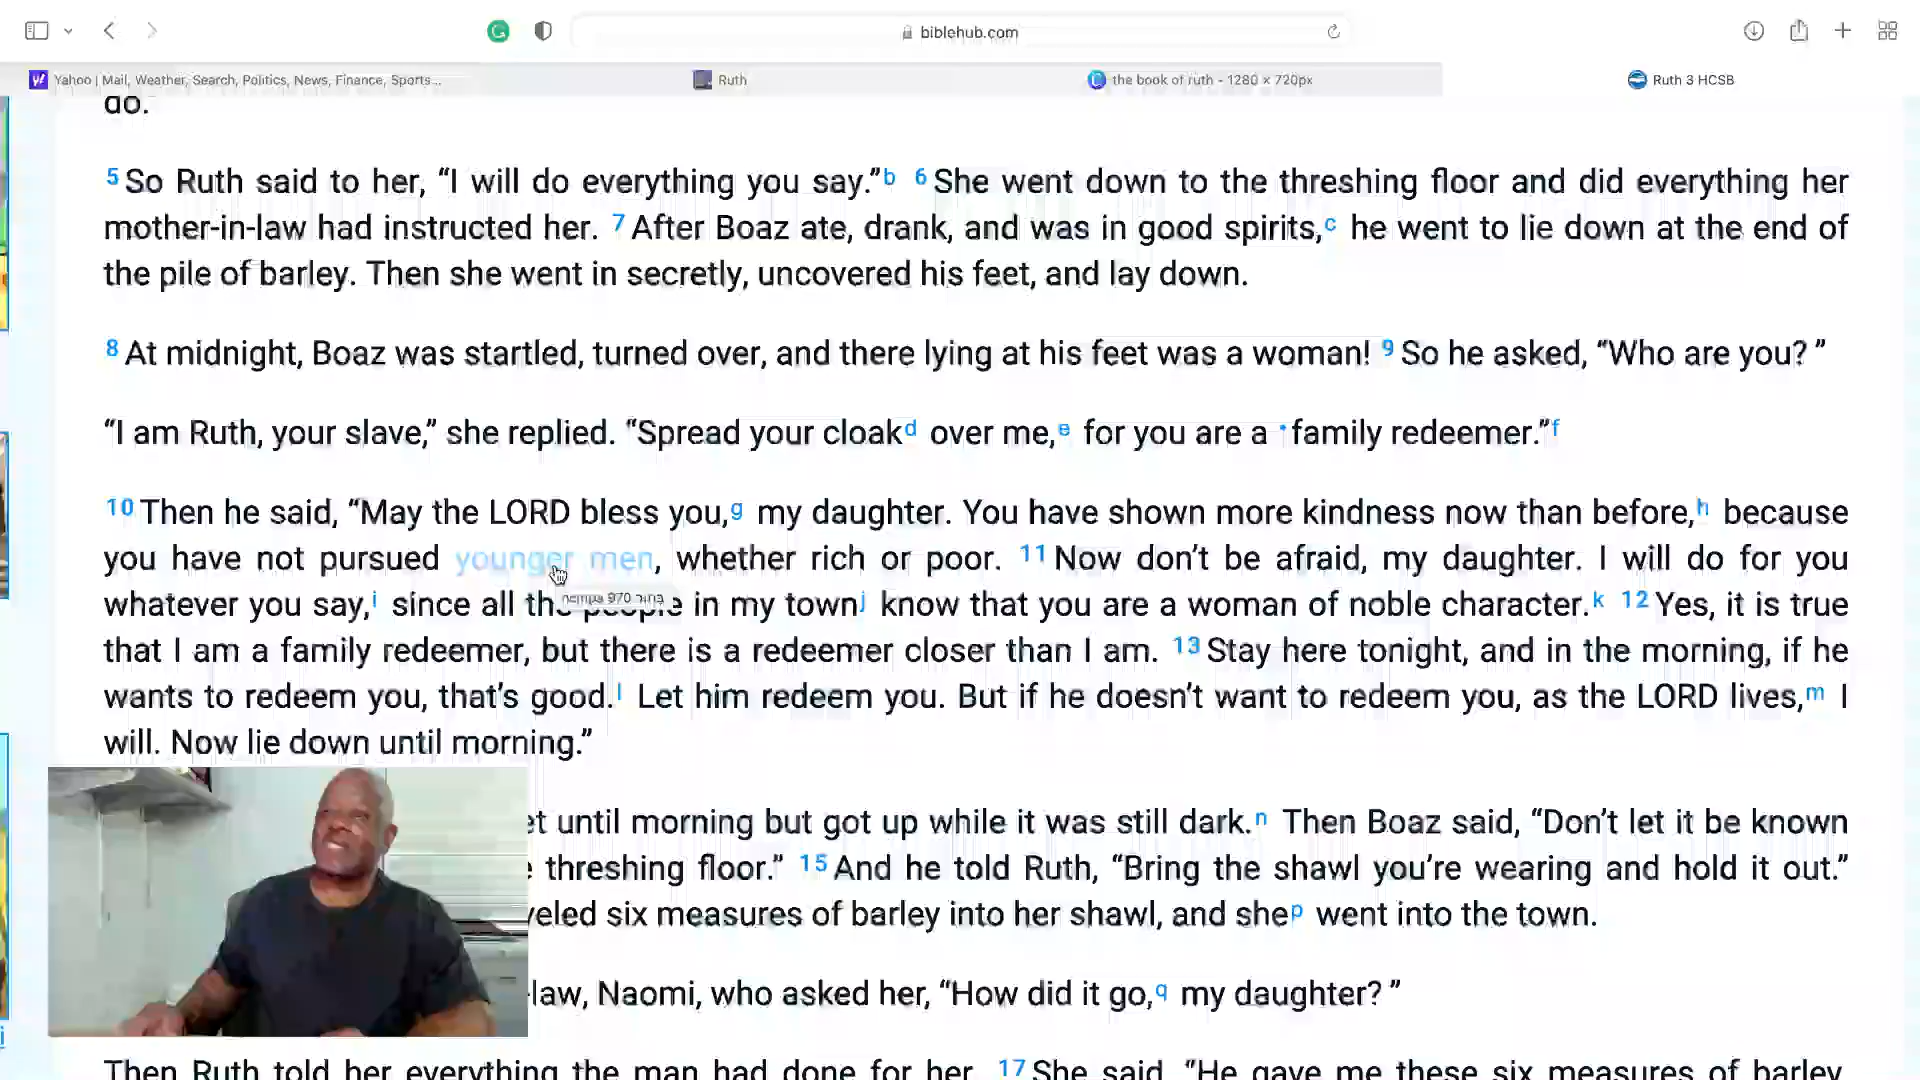 biblehub.com
Yahoo | Mail, Weather, Search, Politics, News, Finance, Sports...
Ruth
the book of ruth - 1280 × 720px
Ruth 3 HCSB
do.”
5 So Ruth said to her, “I will do everything you say.”b 6 She went down to the threshing floor and did everything her
mother-in-law had instructed her. 7 After Boaz ate, drank, and was in good spirits,c he went to lie down at the end of
the pile of barley. Then she went in secretly, uncovered his feet, and lay down.
8 At midnight, Boaz was startled, turned over, and there lying at his feet was a woman! 9 So he asked, “Who are you? ”
“I am Ruth, your slave,” she replied. “Spread your cloakd over me,e for you are a •family redeemer.”f
10 Then he said, “May the LORD bless you,g my daughter. You have shown more kindness now than before,h because
you have not pursued younger men, whether rich or poor. 11 Now don’t be afraid, my daughter. I will do for you
whatever you say,i since all the people in my townj know that you are a woman of noble character.k 12 Yes, it is true
that I am a family redeemer, but there is a redeemer closer than I am. 13 Stay here tonight, and in the morning, if he
wants to redeem you, that’s good.l Let him redeem you. But if he doesn’t want to redeem you, as the LORD lives,m I
will. Now lie down until morning.”
until morning but got up while it was still dark.n Then Boaz said, “Don’t let it be known
threshing floor.” 15 And he told Ruth, “Bring the shawl you’re wearing and hold it out.”
six measures of barley into her shawl, and shep went into the town.
-law, Naomi, who asked her, “How did it go,q my daughter? ”
Then Ruth told her everything the man had done for her. 17 She said, “He gave me these six measures of barley,